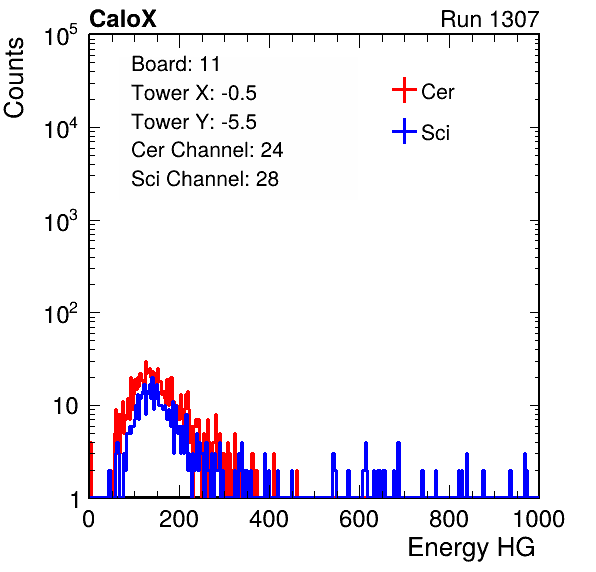 CaloX Run 1307
Counts
Board: 11
Tower X: -0.5
Tower Y: -5.5
Cer Channel: 24
Sci Channel: 28
Cer
Sci
10^5
10^4
10^3
10^2
10
1
0 200 400 600 800 1000
Energy HG